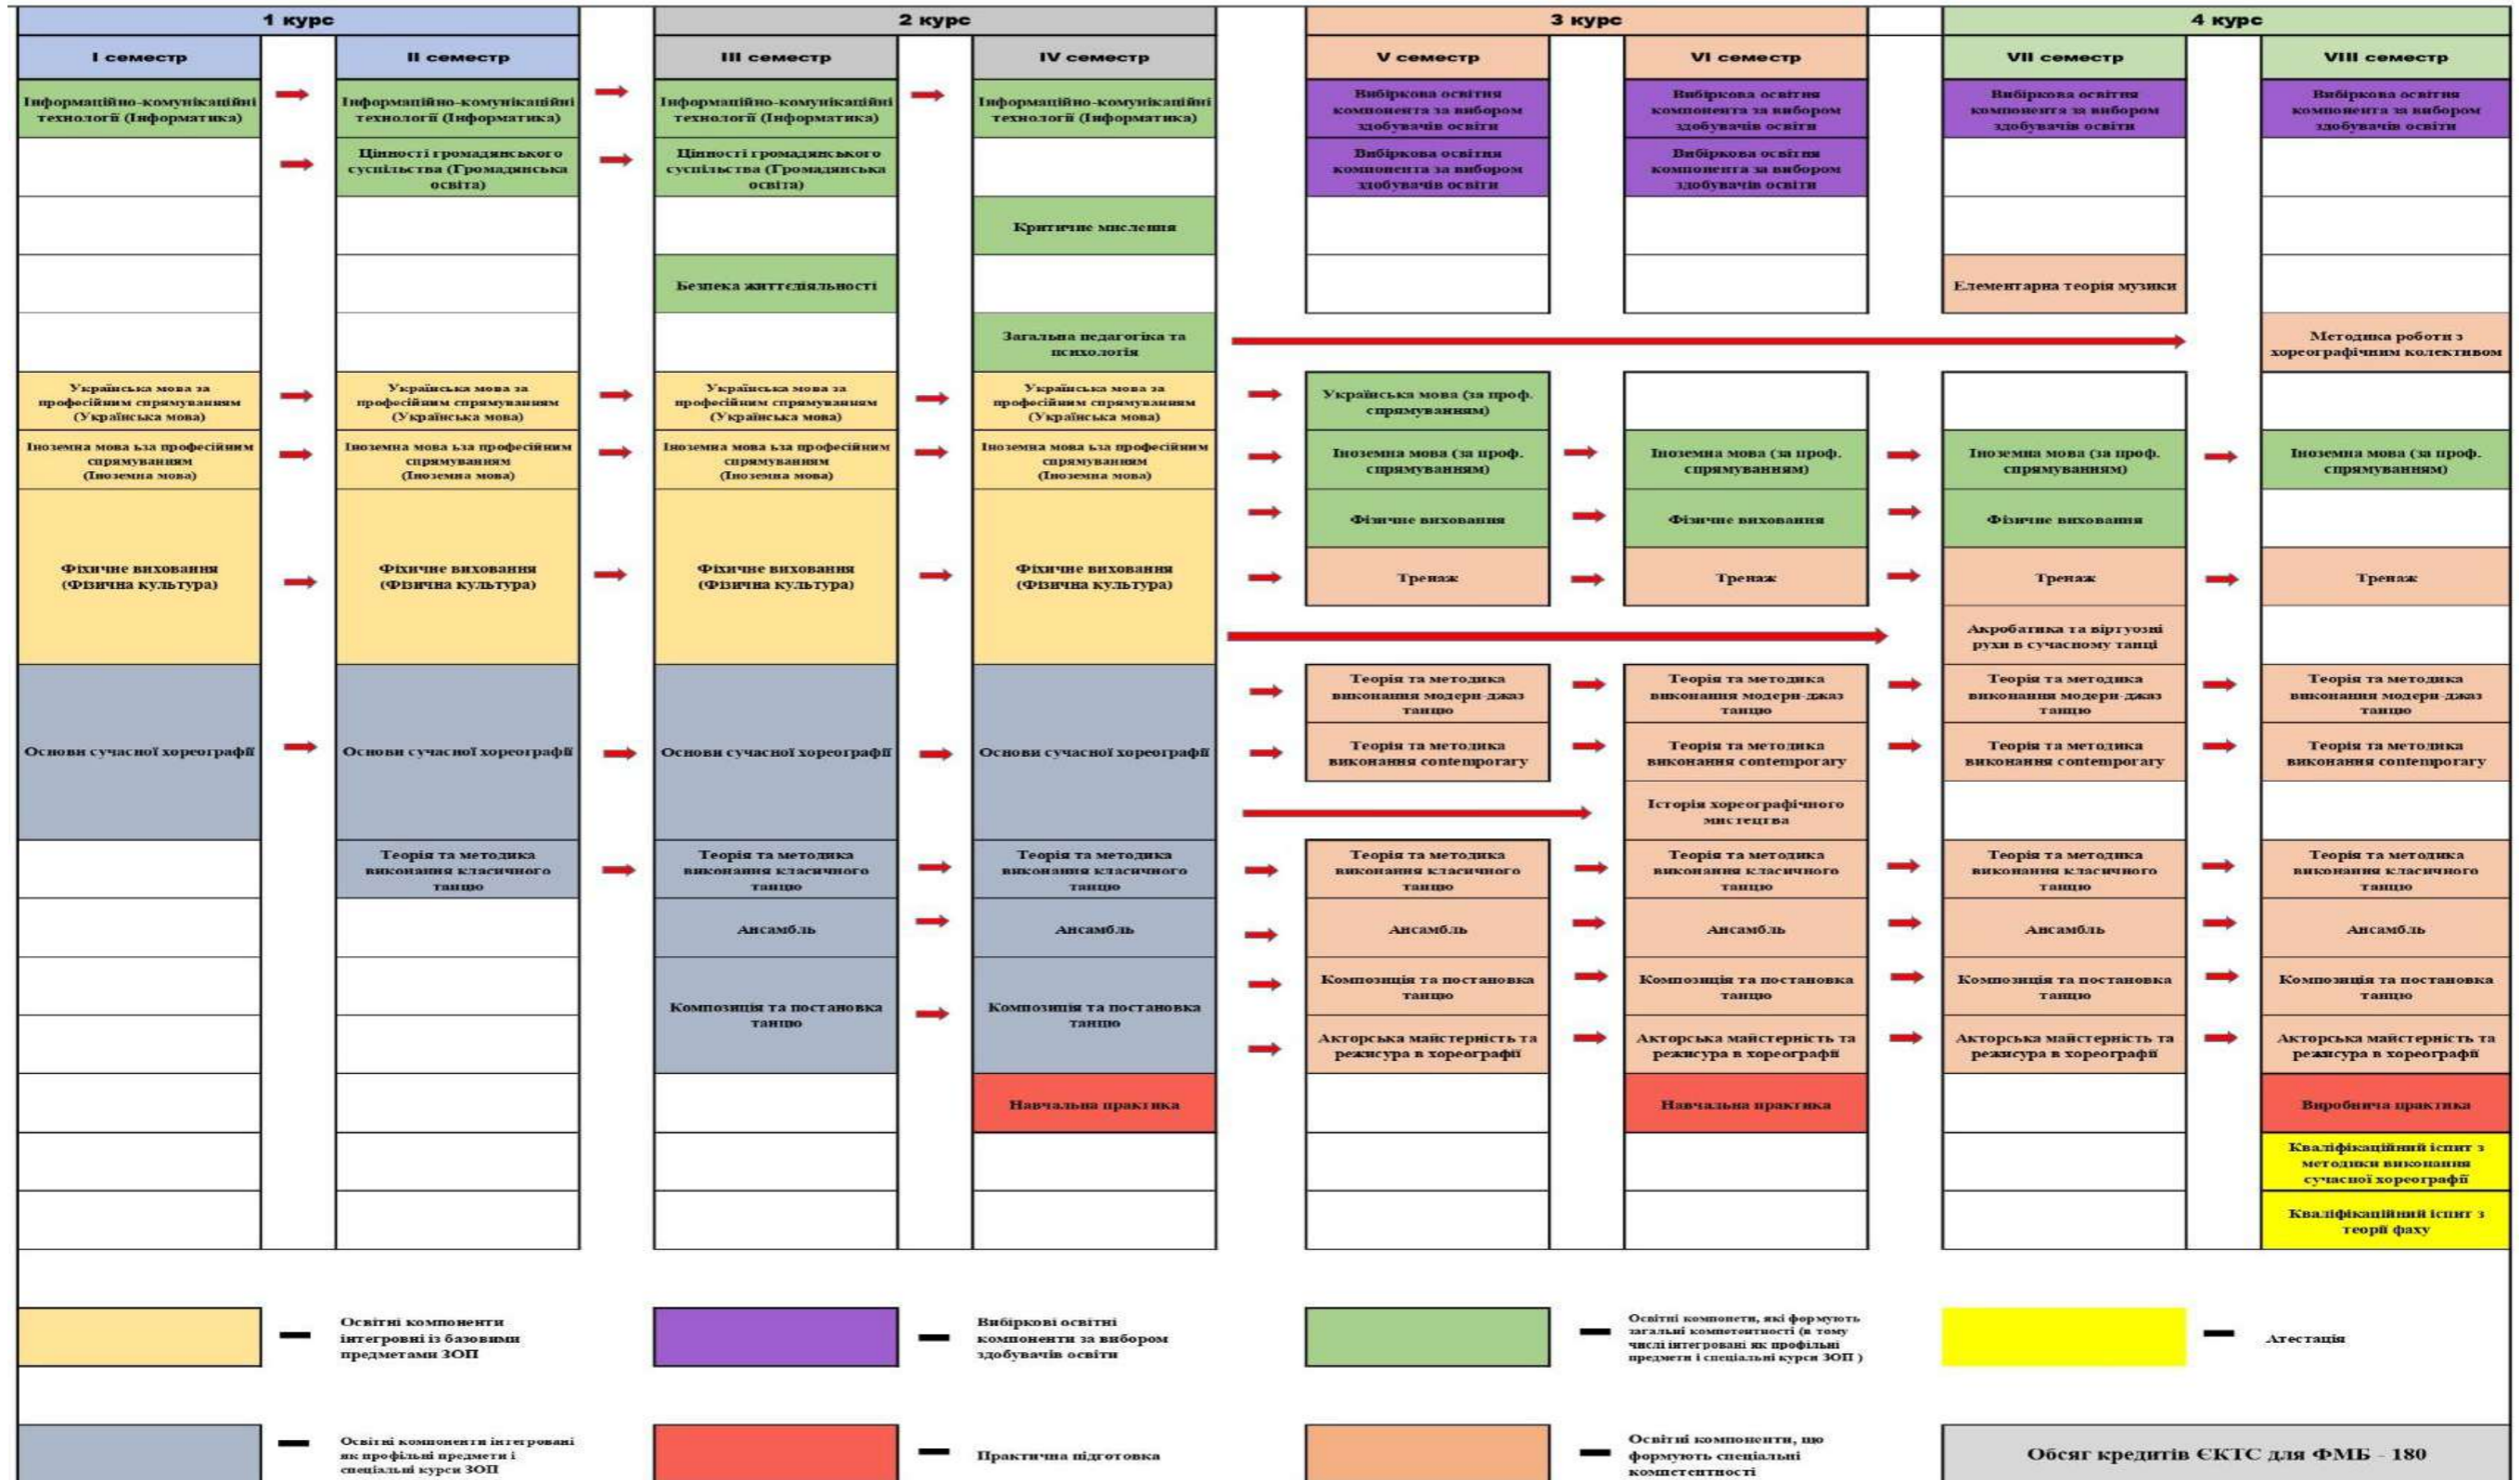 1 курс
2 курс
3 курс
4 курс
I семестр
II семестр
III семестр
IV семестр
V семестр
VI семестр
VII семестр
VIII семестр
Інформаційно-комунікаційні
технології (Інформатика)
Інформаційно-комунікаційні
технології (Інформатика)
Інформаційно-комунікаційні
технології (Інформатика)
Інформаційно-комунікаційні
технології (Інформатика)
Вибіркова освітня
компонента за вибором
здобувачів освіти
Вибіркова освітня
компонента за вибором
здобувачів освіти
Вибіркова освітня
компонента за вибором
здобувачів освіти
Вибіркова освітня
компонента за вибором
здобувачів освіти
Цінності громадянського
суспільства (Громадянська
освіта)
Цінності громадянського
суспільства (Громадянська
освіта)
Вибіркова освітня
компонента за вибором
здобувачів освіти
Вибіркова освітня
компонента за вибором
здобувачів освіти
Критичне мислення
Безпека життєдіяльності
Елементарна теорія музики
Загальна педагогіка та
психологія
Методика роботи з
хореографічним колективом
Українська мова за
професійним спрямуванням
(Українська мова)
Українська мова за
професійним спрямуванням
(Українська мова)
Українська мова за
професійним спрямуванням
(Українська мова)
Українська мова за
професійним спрямуванням
(Українська мова)
Українська мова (за проф.
спрямуванням)
Іноземна мова ьза професійним
спрямуванням
(Іноземна мова)
Іноземна мова ьза професійним
спрямуванням
(Іноземна мова)
Іноземна мова ьза професійним
спрямуванням
(Іноземна мова)
Іноземна мова ьза професійним
спрямуванням
(Іноземна мова)
Іноземна мова (за проф.
спрямуванням)
Іноземна мова (за проф.
спрямуванням)
Іноземна мова (за проф.
спрямуванням)
Іноземна мова (за проф.
спрямуванням)
Фізичне виховання
Фізичне виховання
Фізичне виховання
Фіхичне виховання
(Фізична культура)
Фіхичне виховання
(Фізична культура)
Фіхичне виховання
(Фізична культура)
Фіхичне виховання
(Фізична культура)
Тренаж
Тренаж
Тренаж
Тренаж
Акробатика та віртуозні
рухи в сучасному танці
Теорія та методика
виконання модерн-джаз
танцю
Теорія та методика
виконання модерн-джаз
танцю
Теорія та методика
виконання модерн-джаз
танцю
Теорія та методика
виконання модерн-джаз
танцю
Основи сучасної хореографії
Основи сучасної хореографії
Основи сучасної хореографії
Основи сучасної хореографії
Теорія та методика
виконання contemporary
Теорія та методика
виконання contemporary
Теорія та методика
виконання contemporary
Теорія та методика
виконання contemporary
Історія хореографічного
мистецтва
Теорія та методика
виконання класичного
танцю
Теорія та методика
виконання класичного
танцю
Теорія та методика
виконання класичного
танцю
Теорія та методика
виконання класичного
танцю
Теорія та методика
виконання класичного
танцю
Теорія та методика
виконання класичного
танцю
Теорія та методика
виконання класичного
танцю
Ансамбль
Ансамбль
Ансамбль
Ансамбль
Ансамбль
Ансамбль
Композиція та постановка
танцю
Композиція та постановка
танцю
Композиція та постановка
танцю
Композиція та постановка
танцю
Композиція та постановка
танцю
Композиція та постановка
танцю
Акторська майстерність та
режисура в хореографії
Акторська майстерність та
режисура в хореографії
Акторська майстерність та
режисура в хореографії
Акторська майстерність та
режисура в хореографії
Навчальна практика
Навчальна практика
Виробнича практика
Кваліфікаційний іспит з
методики виконання
сучасної хореографії
Кваліфікаційний іспит з
теорії фаху
Освітні компоненти
інтегровні із базовими
предметами ЗОП
Вибіркові освітні
компоненти за вибором
здобувачів освіти
Освітні компонети, які формують
загальні компетентності (в тому
числі інтегровані як профільні
предмети і спеціальні курси ЗОП )
Атестація
Освітні компоненти інтегровані
як профільні предмети і
спеціальні курси ЗОП
Практична підготовка
Освітні компоненти, що
формують спеціальні
компетентності
Обсяг кредитів ЄКТС для ФМБ - 180